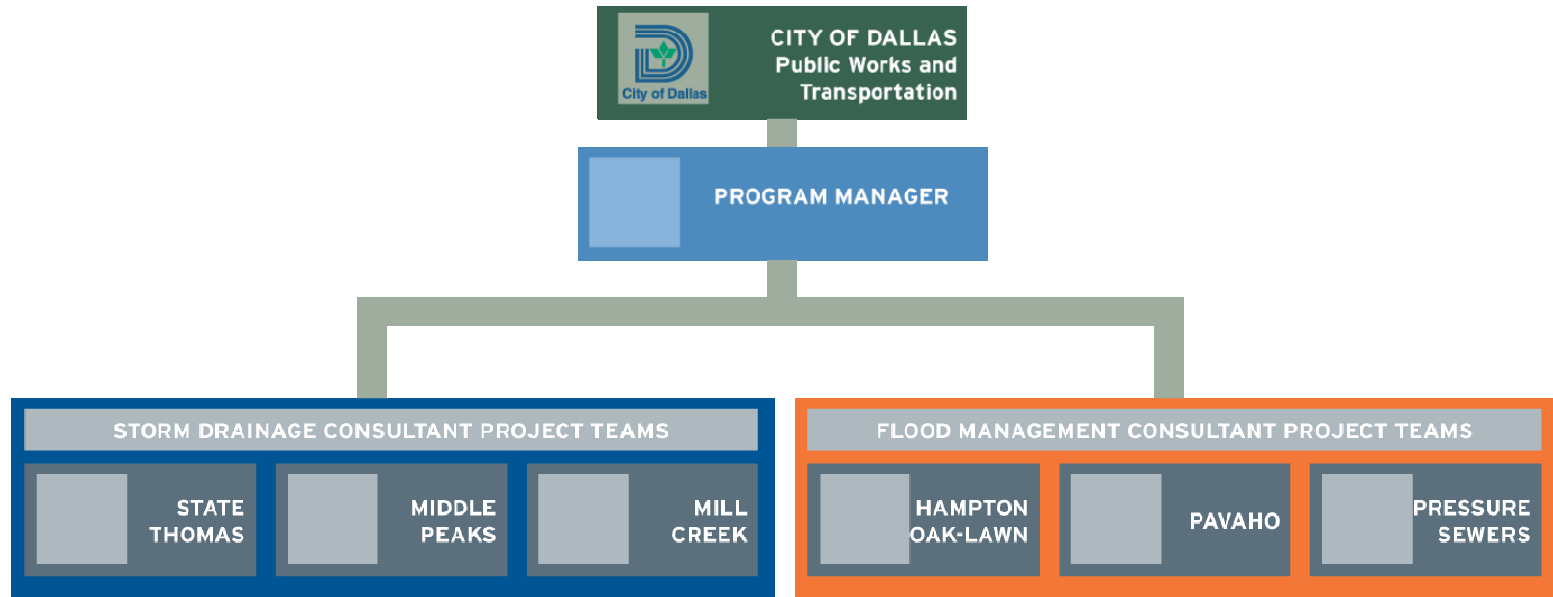 City of Dallas
CITY OF DALLAS
Public Works and
Transportation
PROGRAM MANAGER
STORM DRAINAGE CONSULTANT PROJECT TEAMS
STATE
THOMAS
MIDDLE
PEAKS
MILL
CREEK
FLOOD MANAGEMENT CONSULTANT PROJECT TEAMS
HAMPTON
OAK-LAWN
PAVAHO
PRESSURE
SEWERS